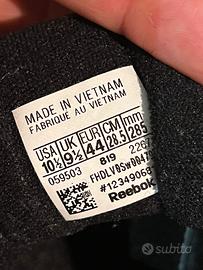 MADE IN VIETNAM
FABRIQUE AU VIETNAM
USA UK EUR CM mm
10½ 9½ 44 28.5 285
059503 819
#12349068
Reebok
subito